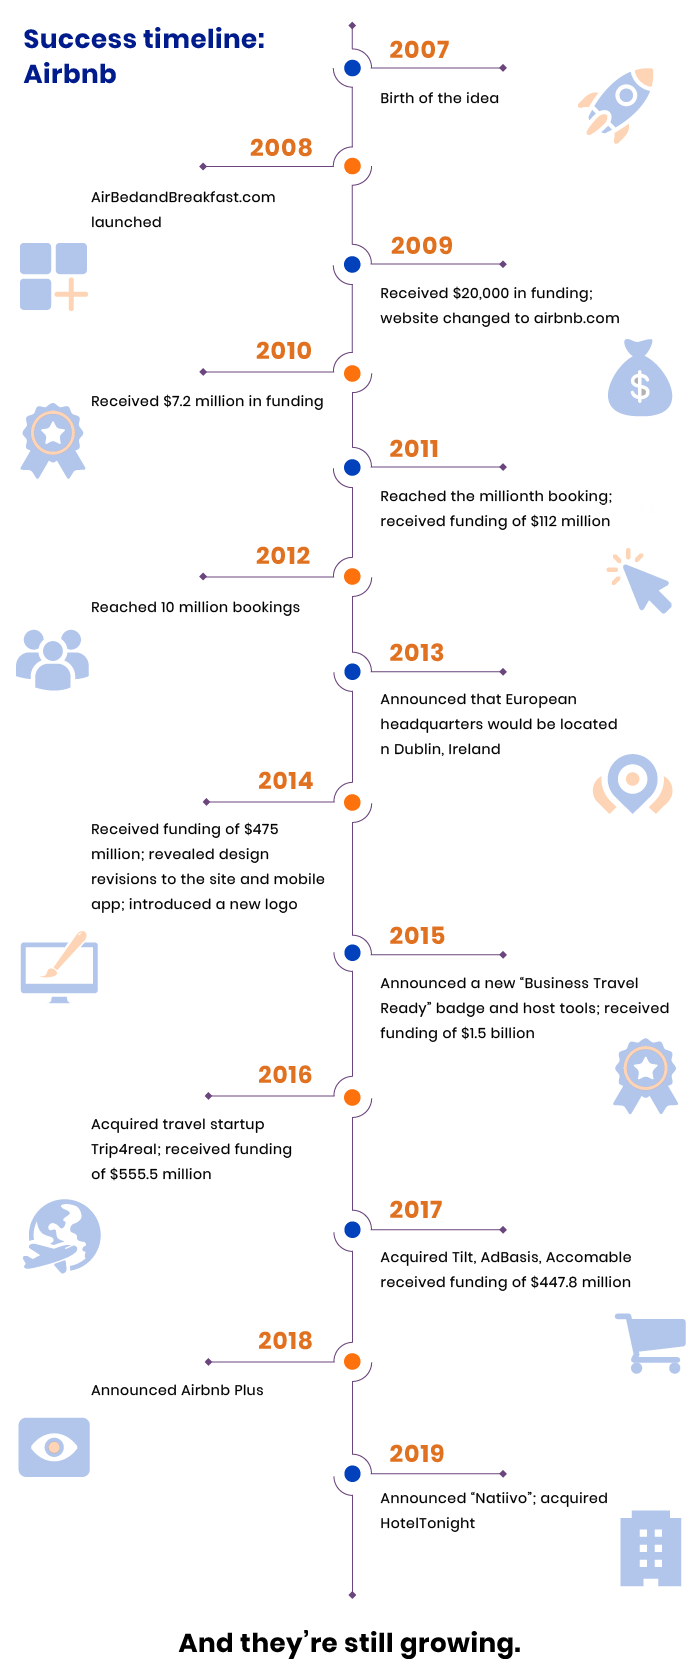 Success timeline:
Airbnb
2007
Birth of the idea
2008
AirBedandBreakfast.com
launched
2009
Received $20,000 in funding;
website changed to airbnb.com
2010
Received $7.2 million in funding
$
2011
Reached the millionth booking;
received funding of $112 million
2012
Reached 10 million bookings
2013
Announced that European
headquarters would be located
n Dublin, Ireland
2014
Received funding of $475
million; revealed design
revisions to the site and mobile
app; introduced a new logo
2015
Announced a new “Business Travel
Ready” badge and host tools; received
funding of $1.5 billion
2016
Acquired travel startup
Trip4real; received funding
of $555.5 million
2017
Acquired Tilt, AdBasis, Accomable
received funding of $447.8 million
2018
Announced Airbnb Plus
2019
Announced “Natiivo”; acquired
HotelTonight
And they’re still growing.